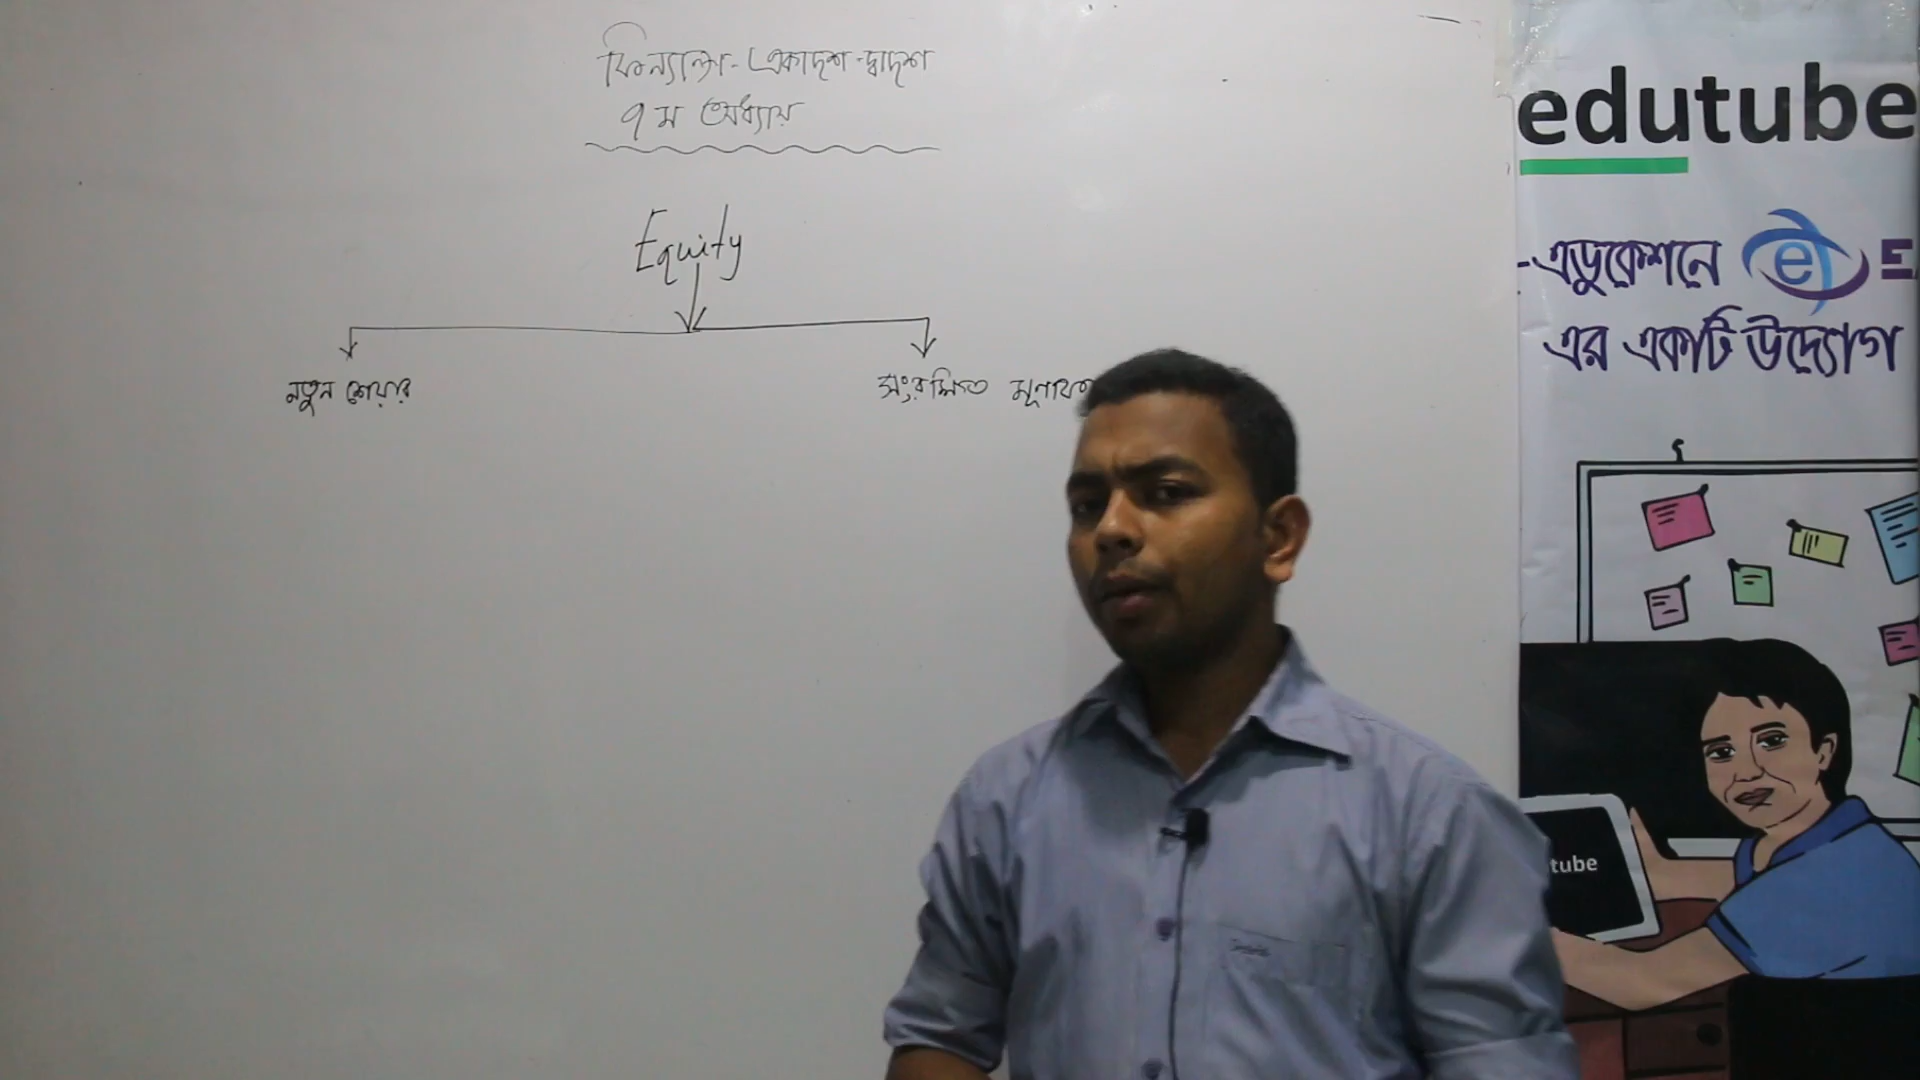 ফিন্যান্স-একাদশ-দ্বাদশ
৭ম অধ্যায়
Equity
নতুন শেয়ার
সংরক্ষিত মুনাফা
edutube
-এডুকেশনে
e
এর একটি উদ্যোগ
tube